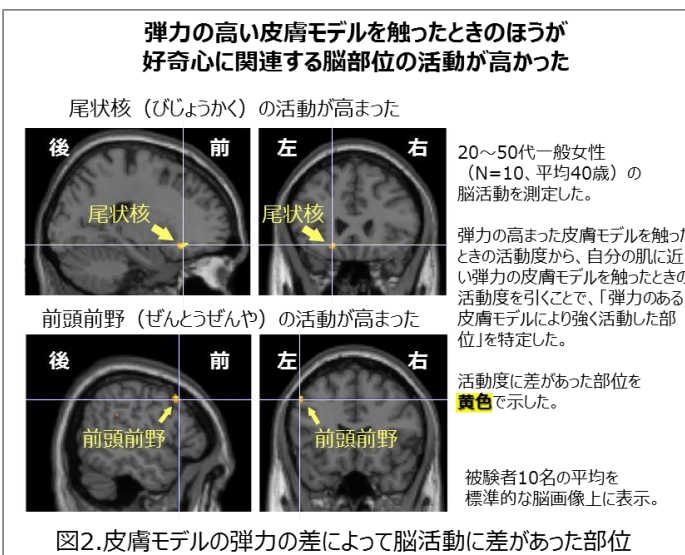 弾力の高い皮膚モデルを触ったときのほうが
好奇心に関連する脳部位の活動が高かった
尾状核（びじょうかく）の活動が高まった
後
前
左
右
尾状核
尾状核
前頭前野（ぜんとうぜんや）の活動が高まった
後
前
左
右
前頭前野
前頭前野
20～50代一般女性
（N=10、平均40歳）の
脳活動を測定した。
弾力の高まった皮膚モデルを触った
ときの活動度から、自分の肌に近
い弾力の皮膚モデルを触ったときの
活動度を引くことで、「弾力のある
皮膚モデルにより強く活動した部
位」を特定した。
活動度に差があった部位を
黄色で示した。
被験者10名の平均を
標準的な脳画像上に表示。
図2.皮膚モデルの弾力の差によって脳活動に差があった部位